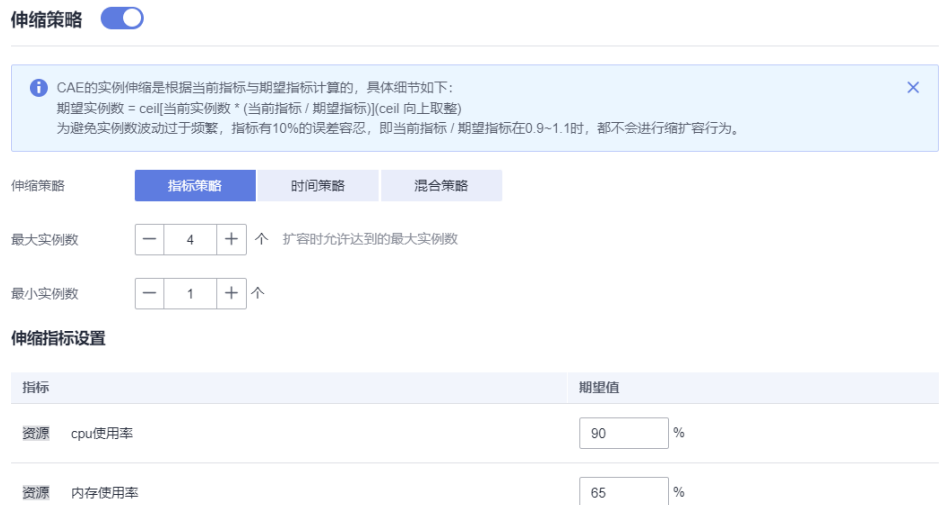 伸缩策略
CAE的实例伸缩是根据当前指标与期望指标计算的，具体细节如下：
期望实例数 = ceil[当前实例数 * (当前指标 / 期望指标)](ceil 向上取整)
为避免实例数波动过于频繁，指标有10%的误差容忍，即当前指标 / 期望指标在0.9~1.1时，都不会进行缩扩容行为。
伸缩策略 指标策略 时间策略 混合策略
最大实例数 4 个 扩容时允许达到的最大实例数
最小实例数 1 个
伸缩指标设置
指标 期望值
资源 cpu使用率 90 %
资源 内存使用率 65 %